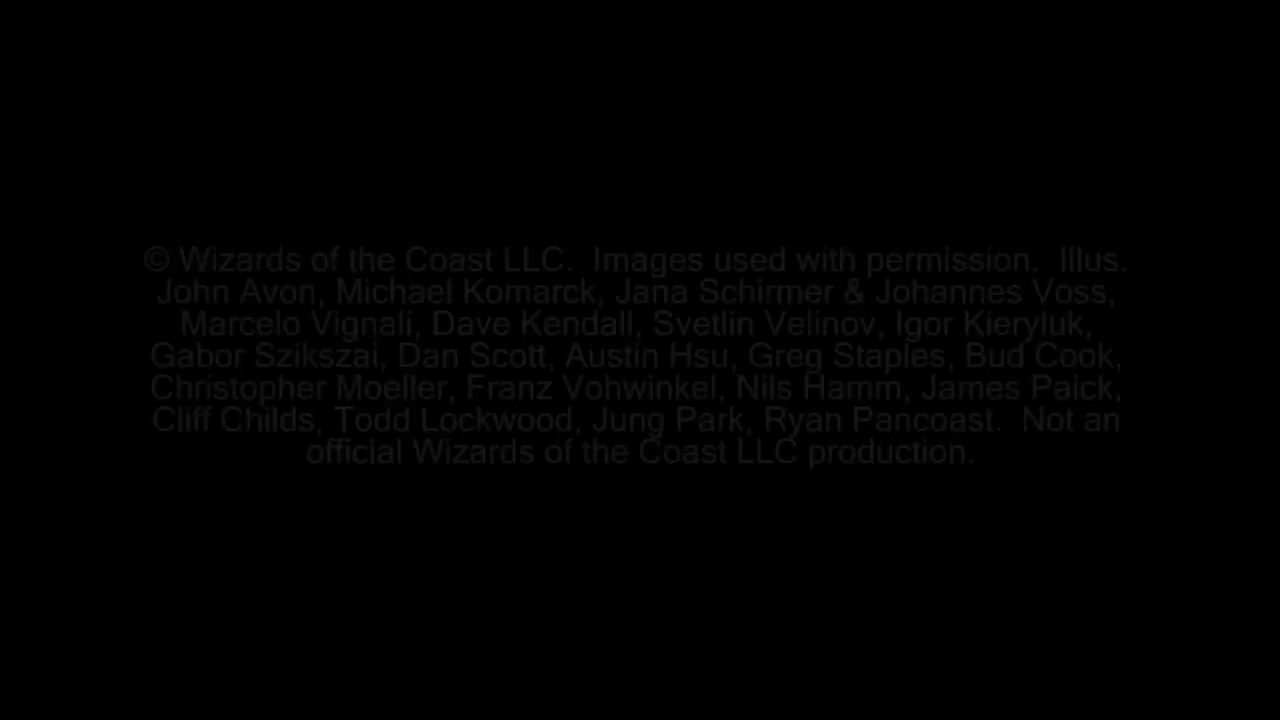 © Wizards of the Coast LLC.  Images used with permission.  Illus.
John Avon, Michael Komarck, Jana Schirmer & Johannes Voss,
Marcelo Vignali, Dave Kendall, Svetlin Velinov, Igor Kieryluk,
Gabor Szikszai, Dan Scott, Austin Hsu, Greg Staples, Bud Cook,
Christopher Moeller, Franz Vohwinkel, Nils Hamm, James Paick,
Cliff Childs, Todd Lockwood, Jung Park, Ryan Pancoast.  Not an
official Wizards of the Coast LLC production.